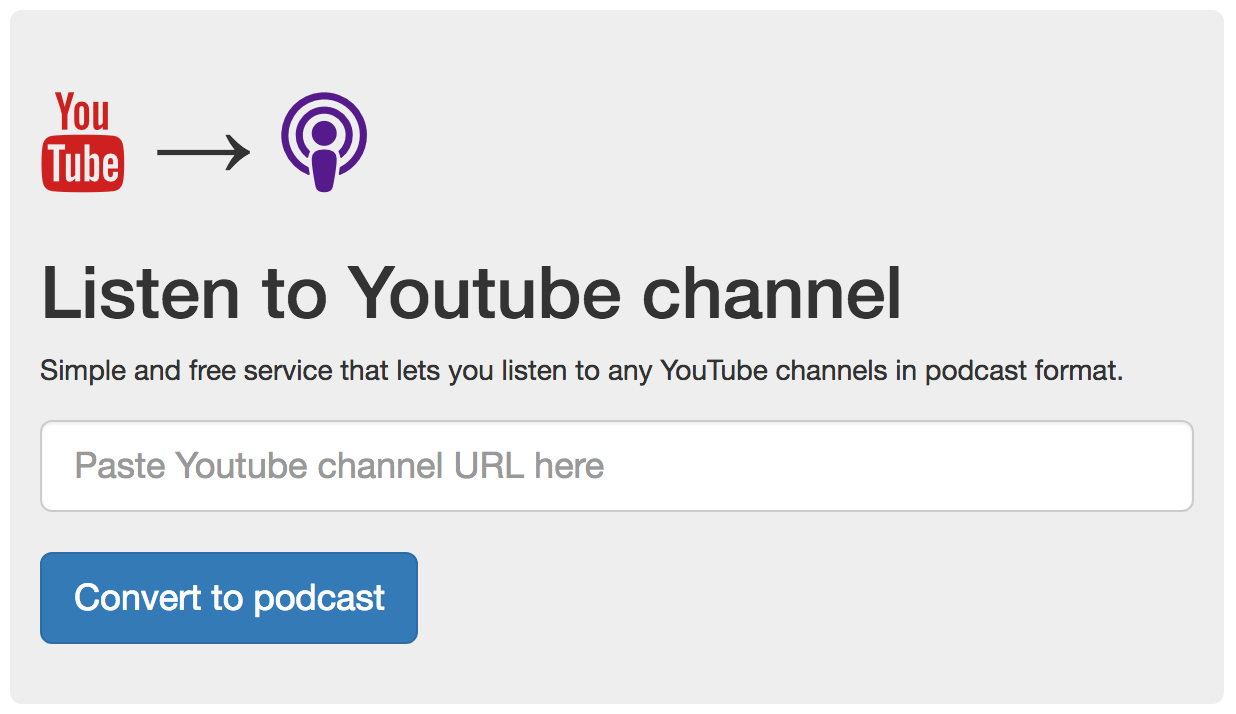 You
Tube
Listen to Youtube channel
Simple and free service that lets you listen to any YouTube channels in podcast format.
Paste Youtube channel URL here
Convert to podcast